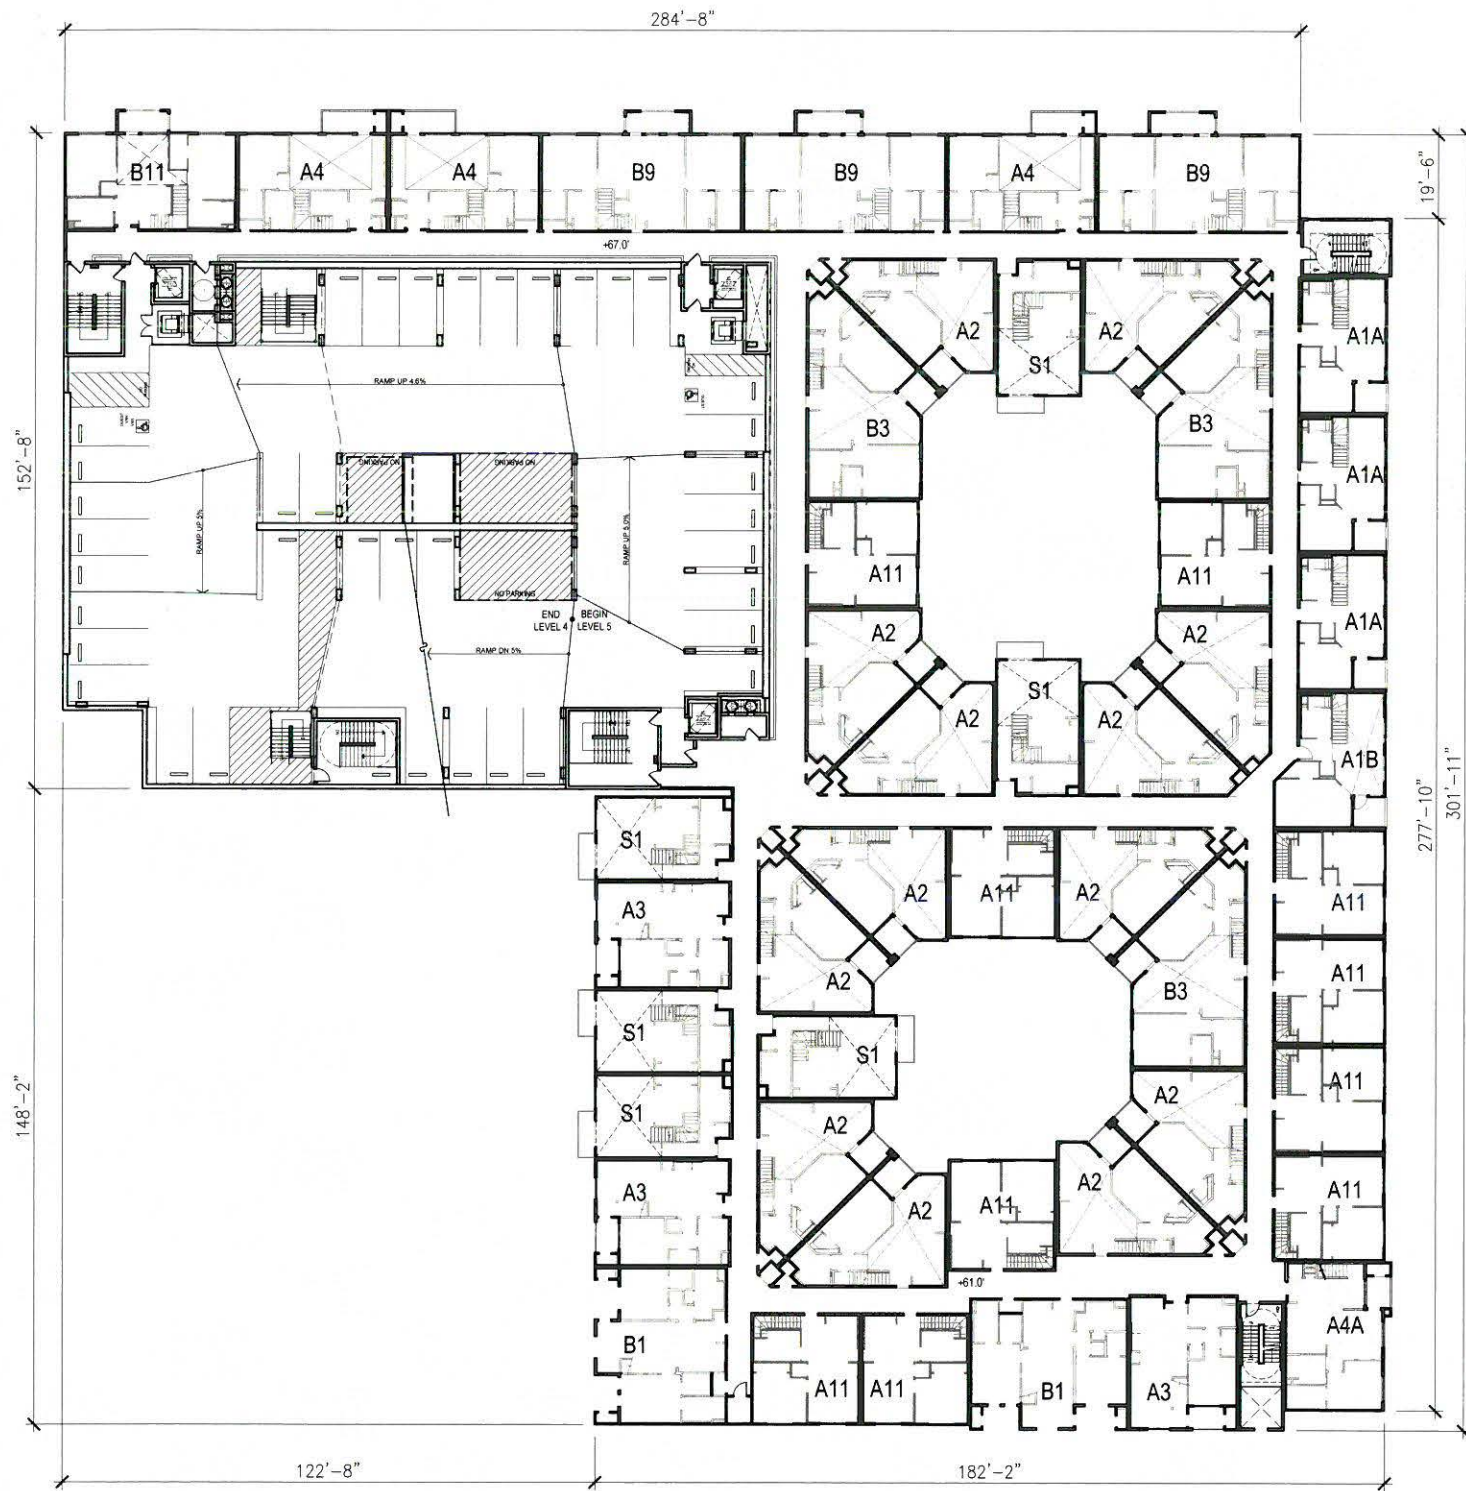 284'-8"
19'-6"
B11
A4
A4
B9
B9
A4
B9
+67.0'
RAMP UP 4.6%
152'-8"
NO PARKING
NO PARKING
RAMP UP 5%
RAMP UP 5.0%
NO PARKING
END
LEVEL 4
BEGIN
LEVEL 5
RAMP DN 5%
A2
S1
A2
B3
B3
A11
A11
A2
A2
S1
A2
A2
A1A
A1A
A1A
A1B
277'-10"
301'-11"
S1
A3
S1
S1
A3
B1
148'-2"
A2
A11
A2
A2
B3
S1
A2
A2
A2
A11
A2
A11
A11
A11
A11
+61.0'
A4A
A11
A11
B1
A3
122'-8"
182'-2"